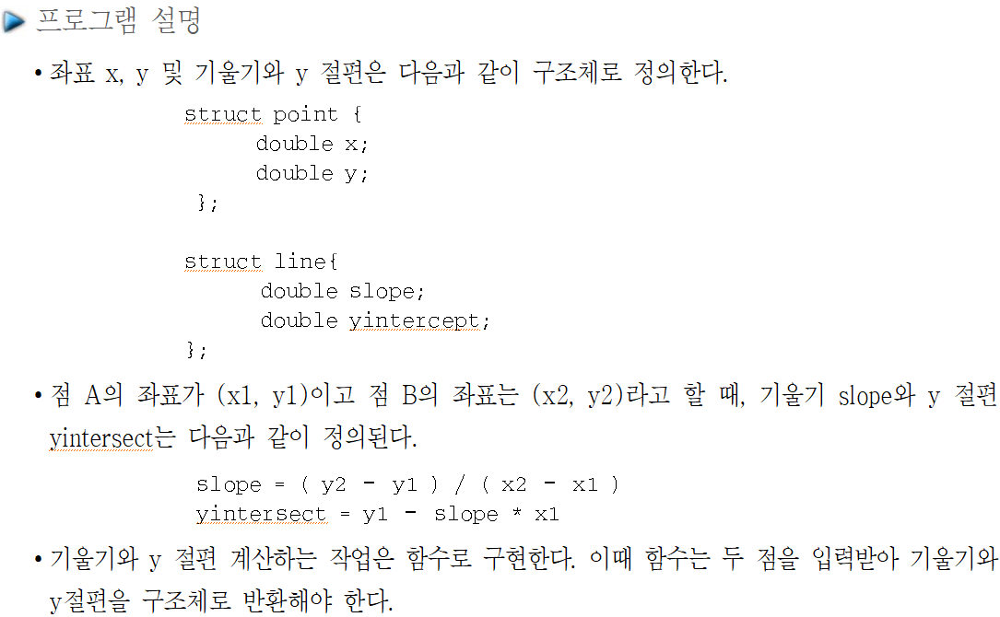 프로그램 설명
• 좌표 x, y 및 기울기와 y 절편은 다음과 같이 구조체로 정의한다.
struct point {
double x;
double y;
};
struct line{
double slope;
double yintercept;
};
• 점 A의 좌표가 (x1, y1)이고 점 B의 좌표는 (x2, y2)라고 할 때, 기울기 slope와 y 절편
yintersect는 다음과 같이 정의된다.
slope = ( y2 - y1 ) / ( x2 - x1 )
yintersect = y1 - slope * x1
• 기울기와 y 절편 계산하는 작업은 함수로 구현한다. 이때 함수는 두 점을 입력받아 기울기와
y절편을 구조체로 반환해야 한다.